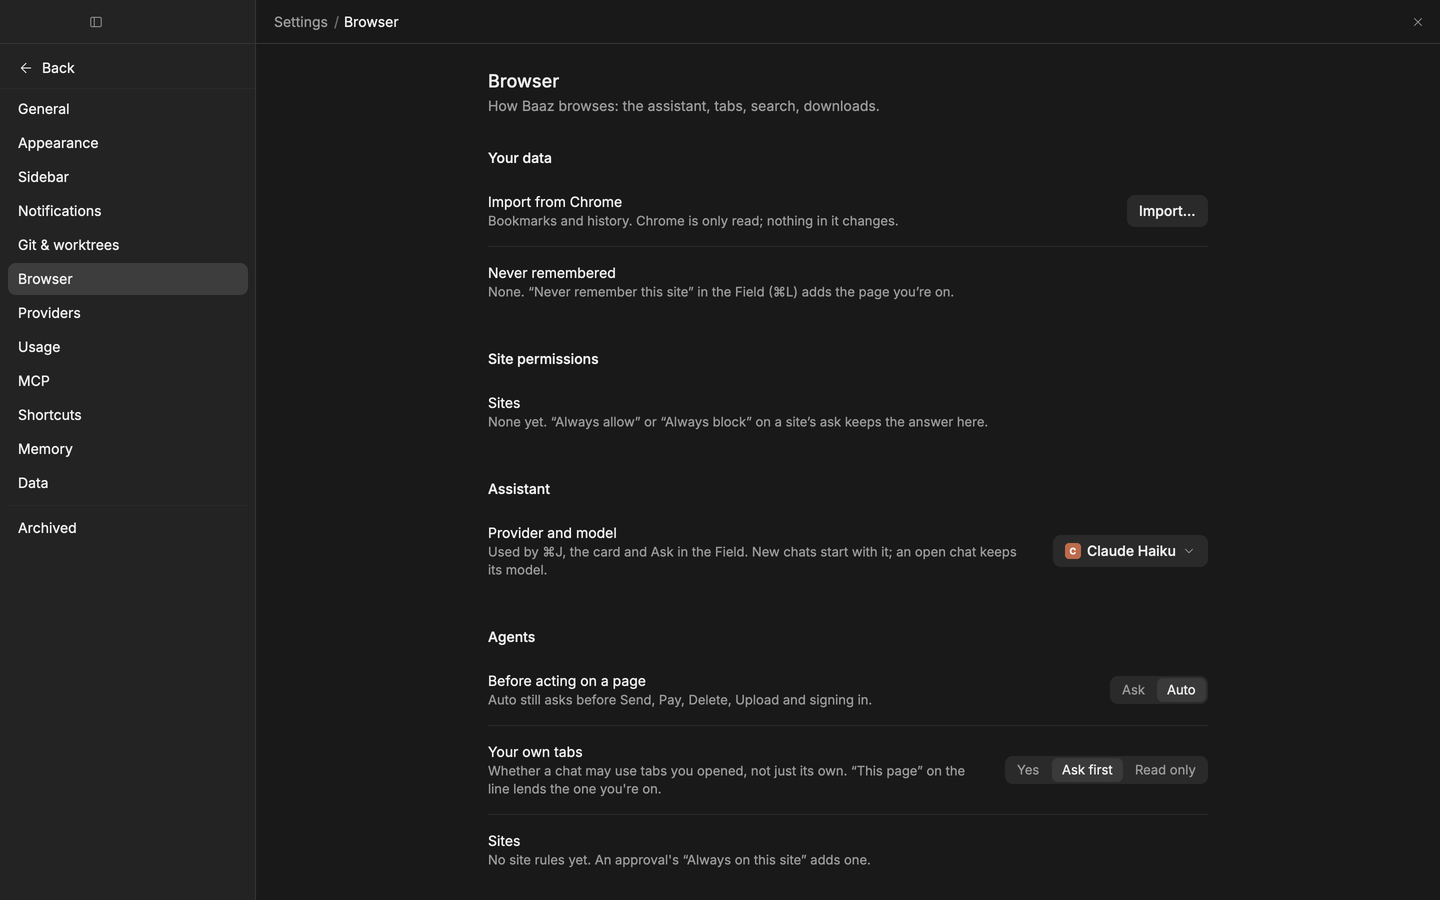 Settings / Browser
Back
General
Appearance
Sidebar
Notifications
Git & worktrees
Browser
Providers
Usage
MCP
Shortcuts
Memory
Data
Archived
Browser
How Baaz browses: the assistant, tabs, search, downloads.
Your data
Import from Chrome
Bookmarks and history. Chrome is only read; nothing in it changes.
Import...
Never remembered
None. “Never remember this site” in the Field (⌘L) adds the page you’re on.
Site permissions
Sites
None yet. “Always allow” or “Always block” on a site’s ask keeps the answer here.
Assistant
Provider and model
Used by ⌘J, the card and Ask in the Field. New chats start with it; an open chat keeps
its model.
C Claude Haiku
Agents
Before acting on a page
Auto still asks before Send, Pay, Delete, Upload and signing in.
Ask Auto
Your own tabs
Whether a chat may use tabs you opened, not just its own. “This page” on the
line lends the one you're on.
Yes Ask first Read only
Sites
No site rules yet. An approval's “Always on this site” adds one.